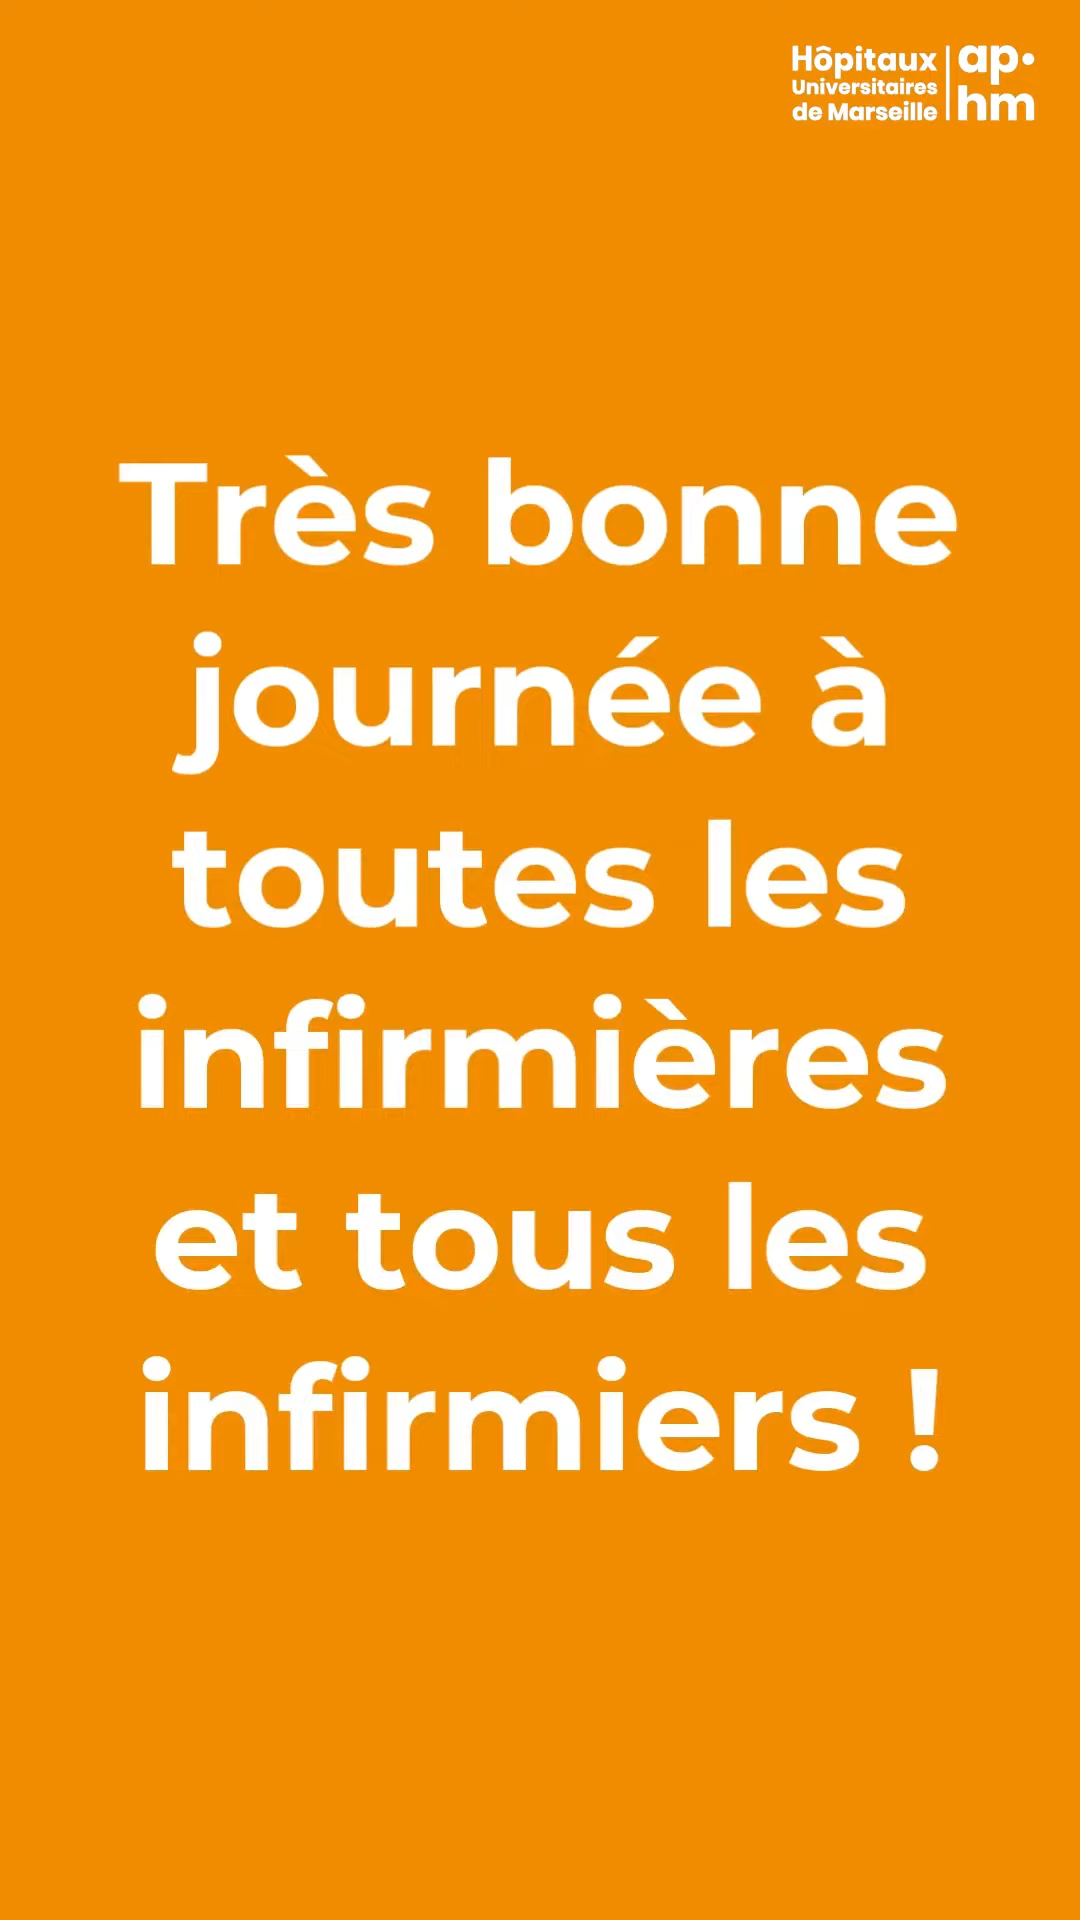 Hôpitaux
Universitaires
de Marseille
ap.
hm
Très bonne
journée à
toutes les
infirmières
et tous les
infirmiers !